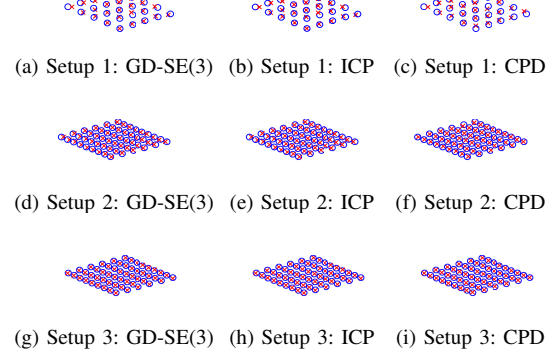 (a) Setup 1: GD-SE(3) (b) Setup 1: ICP (c) Setup 1: CPD
(d) Setup 2: GD-SE(3) (e) Setup 2: ICP (f) Setup 2: CPD
(g) Setup 3: GD-SE(3) (h) Setup 3: ICP (i) Setup 3: CPD